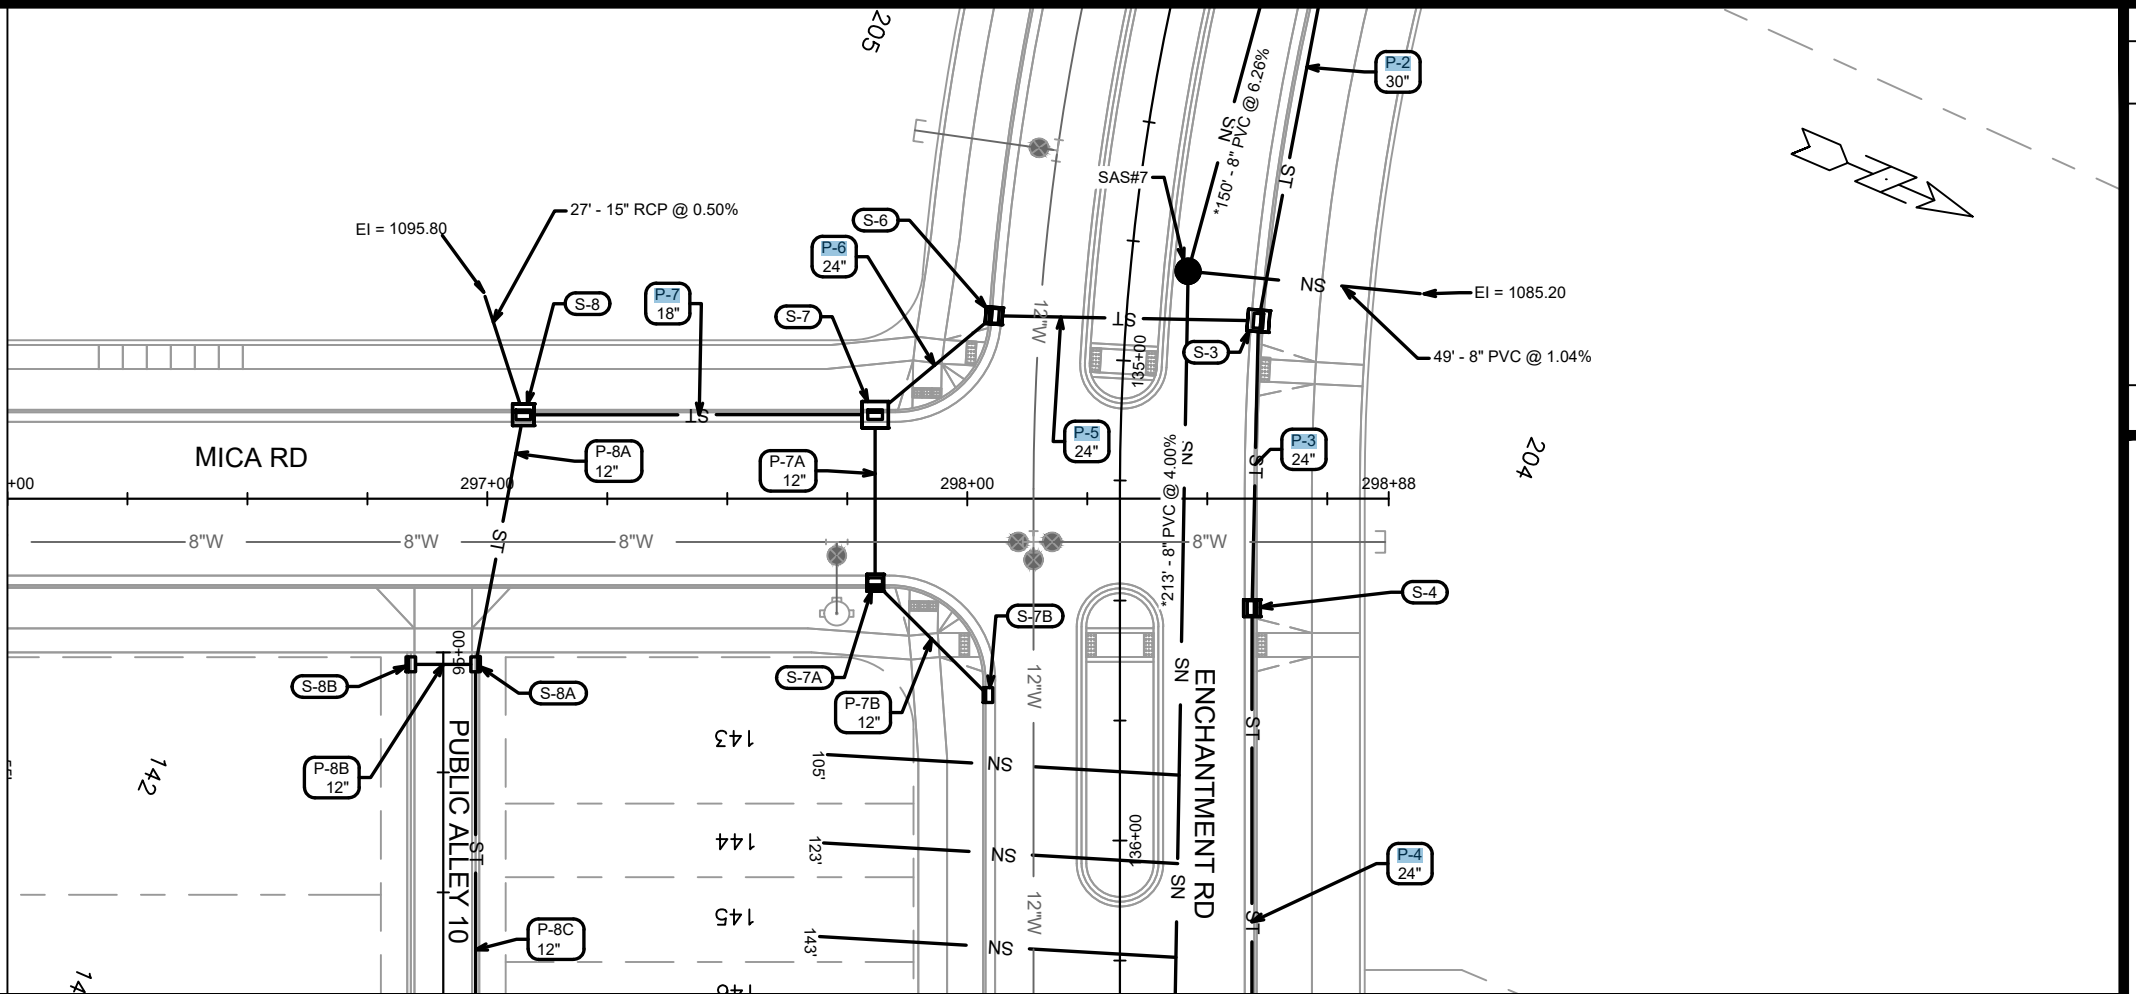 205
P-2
30"
*150' - 8" PVC @ 6.26%
NS
ST
SAS#7
27' - 15" RCP @ 0.50%
EI = 1095.80
S-6
P-6
24"
P-7
18"
S-8
S-7
12"W
ST
135+00
S-3
NS
EI = 1085.20
49' - 8" PVC @ 1.04%
ST
MICA RD
P-8A
12"
P-7A
12"
P-5
24"
NS
ST
P-3
24"
204
+00
297+00
298+00
298+88
*213' - 8" PVC @ 4.00%
ST
8"W
8"W
8"W
8"W
S-4
S-7B
95+00
S-8B
S-8A
S-7A
P-7B
12"
12"W
NS
ENCHANTMENT RD
ST
PUBLIC ALLEY 10
143
105'
NS
142
P-8B
12"
ST
144
123'
NS
136+00
P-4
24"
NS
145
143'
NS
12"W
ST
P-8C
12"
14
146